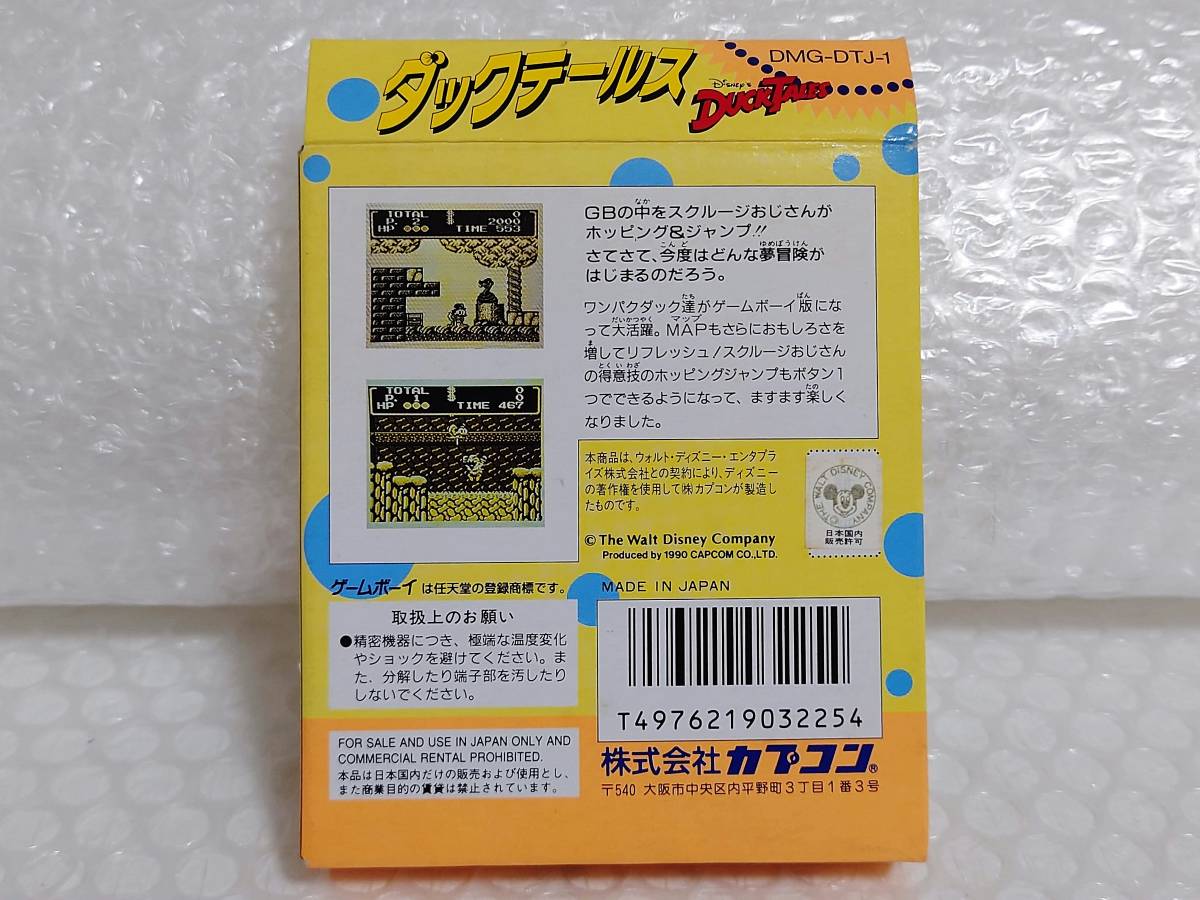 ダックテールス
DISNEY'S
DUCKTALES
DMG-DTJ-1
TOTAL $ 0
P. 2 2000
HP TIME 553
TOTAL $ 0
P. 1 0
HP TIME 467
GBの中をスクルージおじさんが
ホッピング&ジャンプ!!
さてさて、今度はどんな夢冒険が
はじまるのだろう。
ワンパクダック達がゲームボーイ版にな
って大活躍。MAPもさらにおもしろさを
増してリフレッシュ/スクルージおじさん
の得意技のホッピングジャンプもボタン1
つでできるようになって、ますます楽しく
なりました。
本商品は、ウォルト・ディズニー・エンタプラ
イズ株式会社との契約により、ディズニー
の著作権を使用して㈱カプコンが製造し
たものです。
©THE WALT DISNEY COMPANY
日本国内
販売許可
© The Walt Disney Company
Produced by 1990 CAPCOM CO.,LTD.
ゲームボーイは任天堂の登録商標です。
MADE IN JAPAN
取扱上のお願い
●精密機器につき、極端な温度変化
やショックを避けてください。ま
た、分解したり端子部を汚したり
しないでください。
T4976219032254
FOR SALE AND USE IN JAPAN ONLY AND
COMMERCIAL RENTAL PROHIBITED.
本品は日本国内だけの販売および使用とし、
また商業目的の賃貸は禁止されています。
株式会社カプコン®
〒540 大阪市中央区内平野町3丁目1番3号